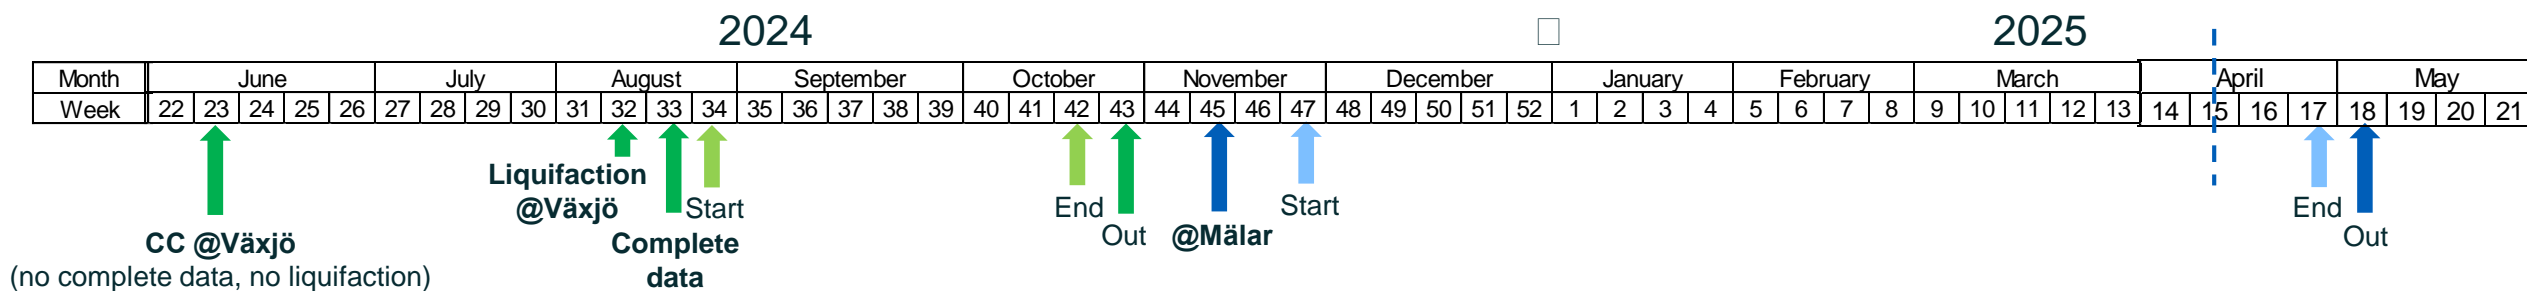 2024 2025
Month June July August September October November December January February March April May
Week 22 23 24 25 26 27 28 29 30 31 32 33 34 35 36 37 38 39 40 41 42 43 44 45 46 47 48 49 50 51 52 1 2 3 4 5 6 7 8 9 10 11 12 13 14 15 16 17 18 19 20 21
CC @Växjö
(no complete data, no liquifaction)
Liquifaction
@Växjö
Complete
data
Start
End
Out
@Mälar
Start
End
Out